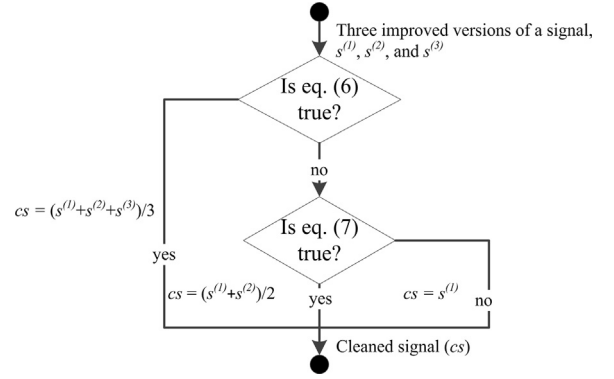 Three improved versions of a signal,
s⁽¹⁾, s⁽²⁾, and s⁽³⁾
Is eq. (6)
true?
no
cs = (s⁽¹⁾+s⁽²⁾+s⁽³⁾)/3
yes
Is eq. (7)
true?
cs = (s⁽¹⁾+s⁽²⁾)/2
yes
cs = s⁽¹⁾
no
Cleaned signal (cs)